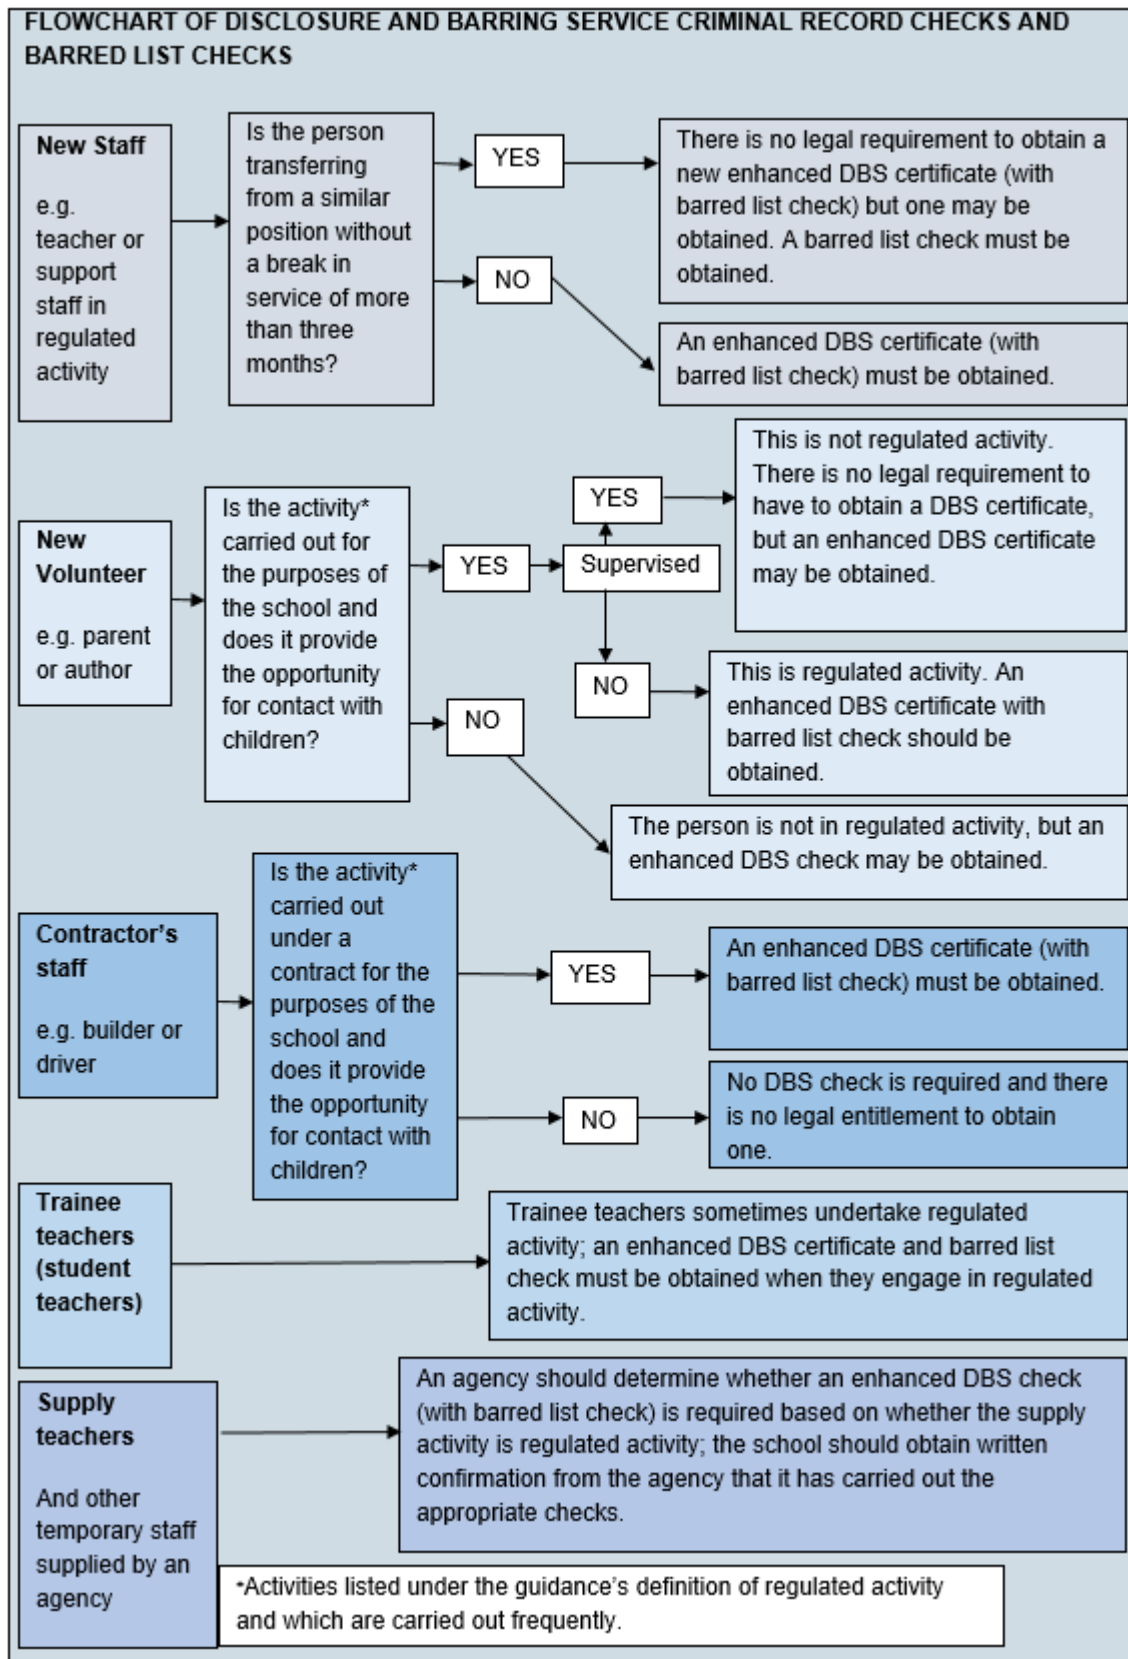 FLOWCHART OF DISCLOSURE AND BARRING SERVICE CRIMINAL RECORD CHECKS AND
BARRED LIST CHECKS
New Staff
e.g.
teacher or
support
staff in
regulated
activity
Is the person
transferring
from a similar
position without
a break in
service of more
than three
months?
YES
NO
There is no legal requirement to obtain a
new enhanced DBS certificate (with
barred list check) but one may be
obtained. A barred list check must be
obtained.
An enhanced DBS certificate (with
barred list check) must be obtained.
New
Volunteer
e.g. parent
or author
Is the activity*
carried out for
the purposes of
the school and
does it provide
the opportunity
for contact with
children?
YES
NO
Supervised
YES
NO
This is not regulated activity.
There is no legal requirement to
have to obtain a DBS certificate,
but an enhanced DBS certificate
may be obtained.
This is regulated activity. An
enhanced DBS certificate with
barred list check should be
obtained.
The person is not in regulated activity, but an
enhanced DBS check may be obtained.
Contractor's
staff
e.g. builder or
driver
Is the activity*
carried out
under a
contract for the
purposes of the
school and
does it provide
the opportunity
for contact with
children?
YES
NO
An enhanced DBS certificate (with
barred list check) must be obtained.
No DBS check is required and there
is no legal entitlement to obtain
one.
Trainee
teachers
(student
teachers)
Trainee teachers sometimes undertake regulated
activity; an enhanced DBS certificate and barred list
check must be obtained when they engage in regulated
activity.
Supply
teachers
And other
temporary staff
supplied by an
agency
An agency should determine whether an enhanced DBS check
(with barred list check) is required based on whether the supply
activity is regulated activity; the school should obtain written
confirmation from the agency that it has carried out the
appropriate checks.
*Activities listed under the guidance's definition of regulated activity
and which are carried out frequently.